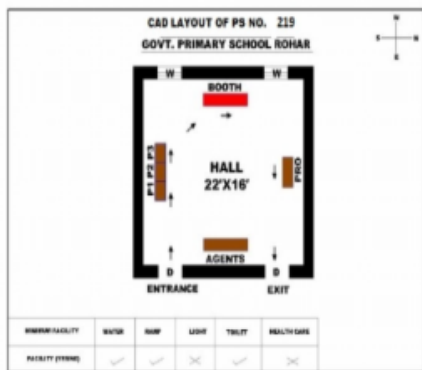 CAD LAYOUT OF PS NO. 219
GOVT. PRIMARY SCHOOL ROHAR
W W
BOOTH
P1 P2 P3
HALL
22'X16'
PRO
AGENTS
D D
ENTRANCE EXIT
WATER RAMP LIGHT TOILET HEALTH CARE